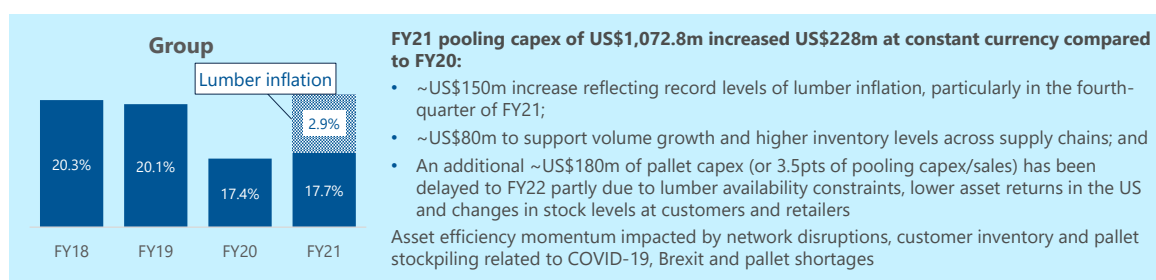 Group
Lumber inflation
2.9%
20.3%
20.1%
17.4%
17.7%
FY18
FY19
FY20
FY21
FY21 pooling capex of US$1,072.8m increased US$228m at constant currency compared
to FY20:
• ~US$150m increase reflecting record levels of lumber inflation, particularly in the fourth-
quarter of FY21;
• ~US$80m to support volume growth and higher inventory levels across supply chains; and
• An additional ~US$180m of pallet capex (or 3.5pts of pooling capex/sales) has been
delayed to FY22 partly due to lumber availability constraints, lower asset returns in the US
and changes in stock levels at customers and retailers
Asset efficiency momentum impacted by network disruptions, customer inventory and pallet
stockpiling related to COVID-19, Brexit and pallet shortages